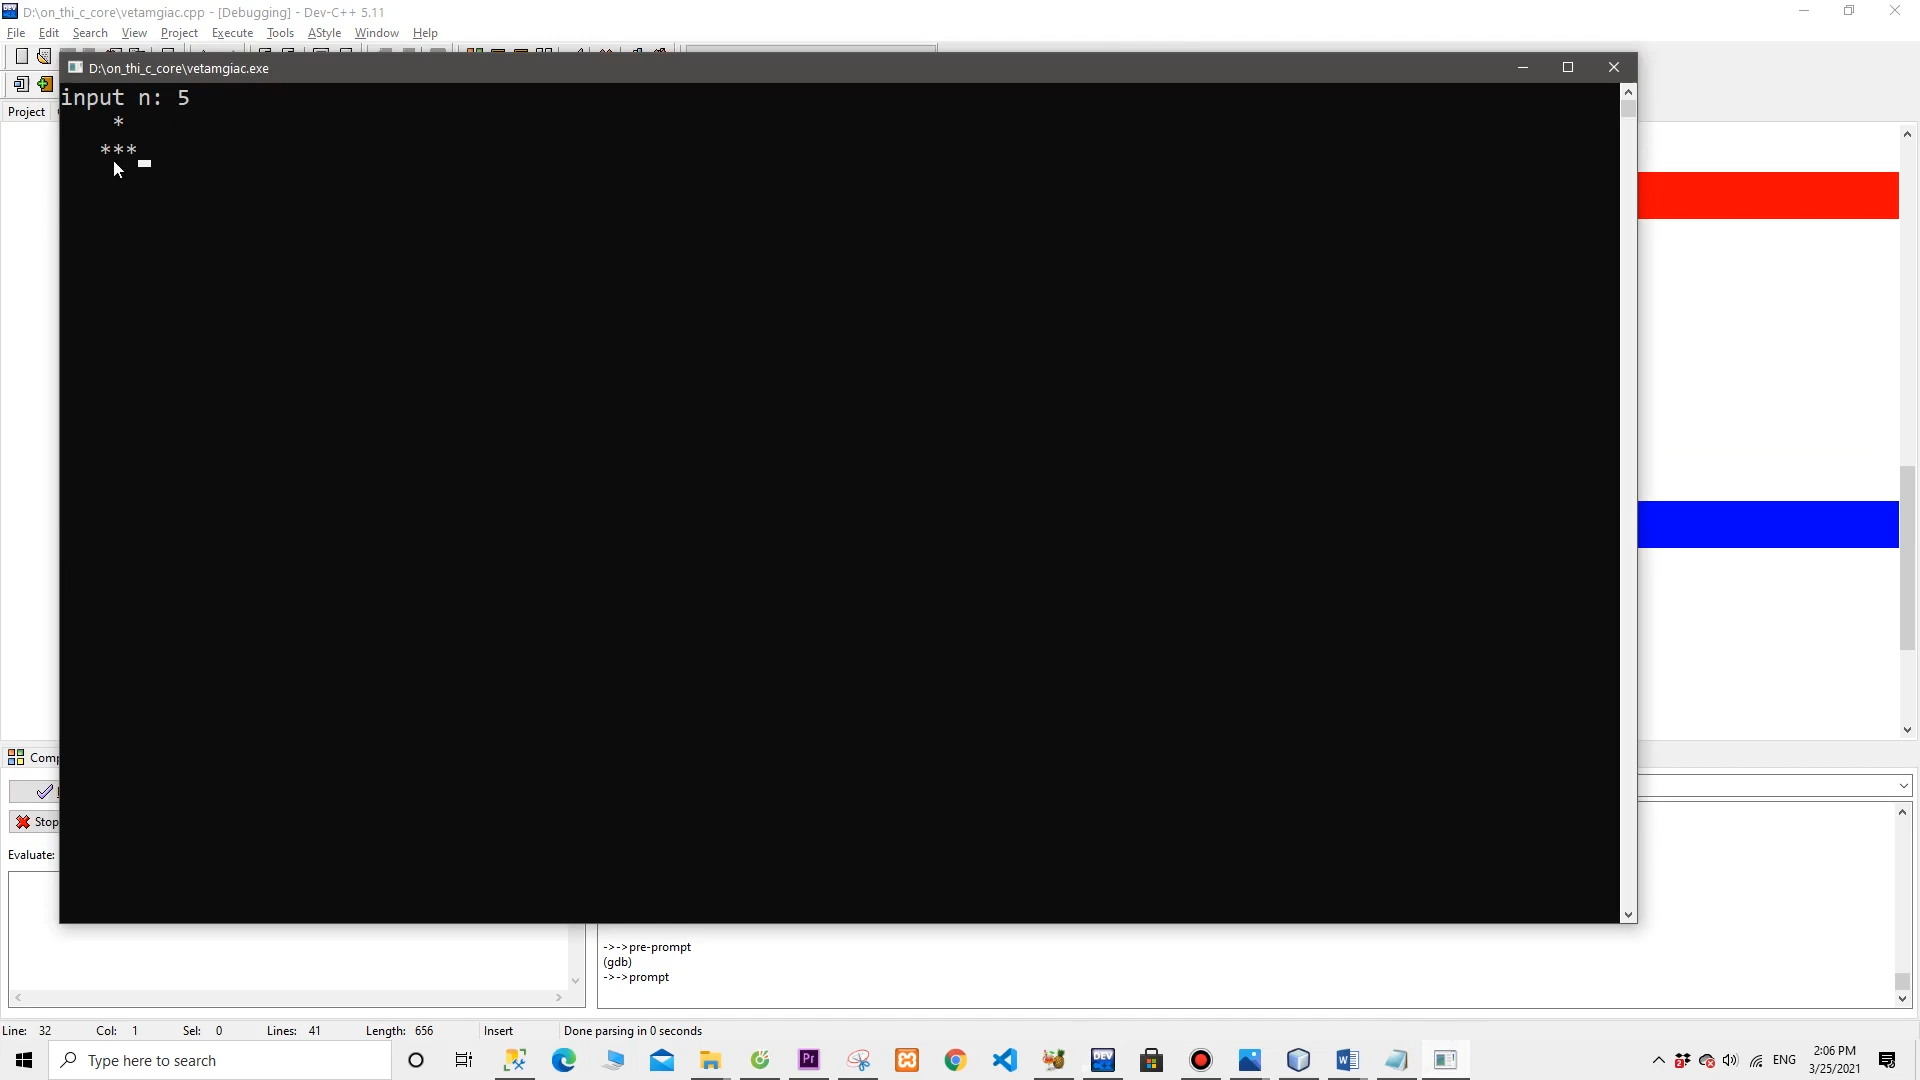 D:\on_thi_c_core\vetamgiac.cpp - [Debugging] - Dev-C++ 5.11
File Edit Search View Project Execute Tools AStyle Window Help
D:\on_thi_c_core\vetamgiac.exe
Project
input n: 5
*
***
Comp
Stop
Evaluate:
->->pre-prompt
(gdb)
->->prompt
Line: 32 Col: 1 Sel: 0 Lines: 41 Length: 656 Insert Done parsing in 0 seconds
Type here to search
ENG
2:06 PM
3/25/2021